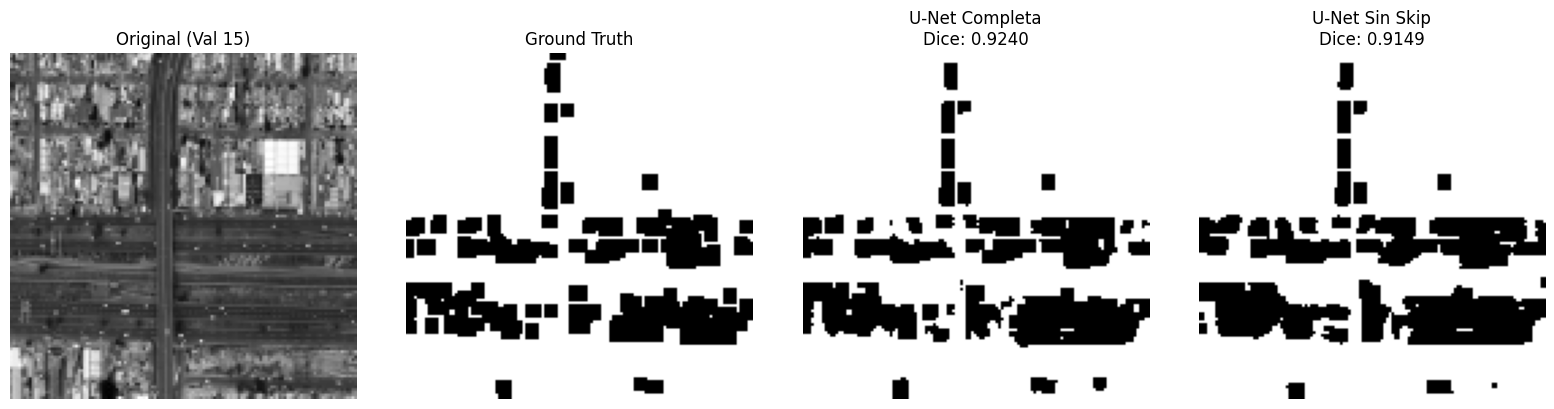 Original (Val 15)
Ground Truth
U-Net Completa
Dice: 0.9240
U-Net Sin Skip
Dice: 0.9149